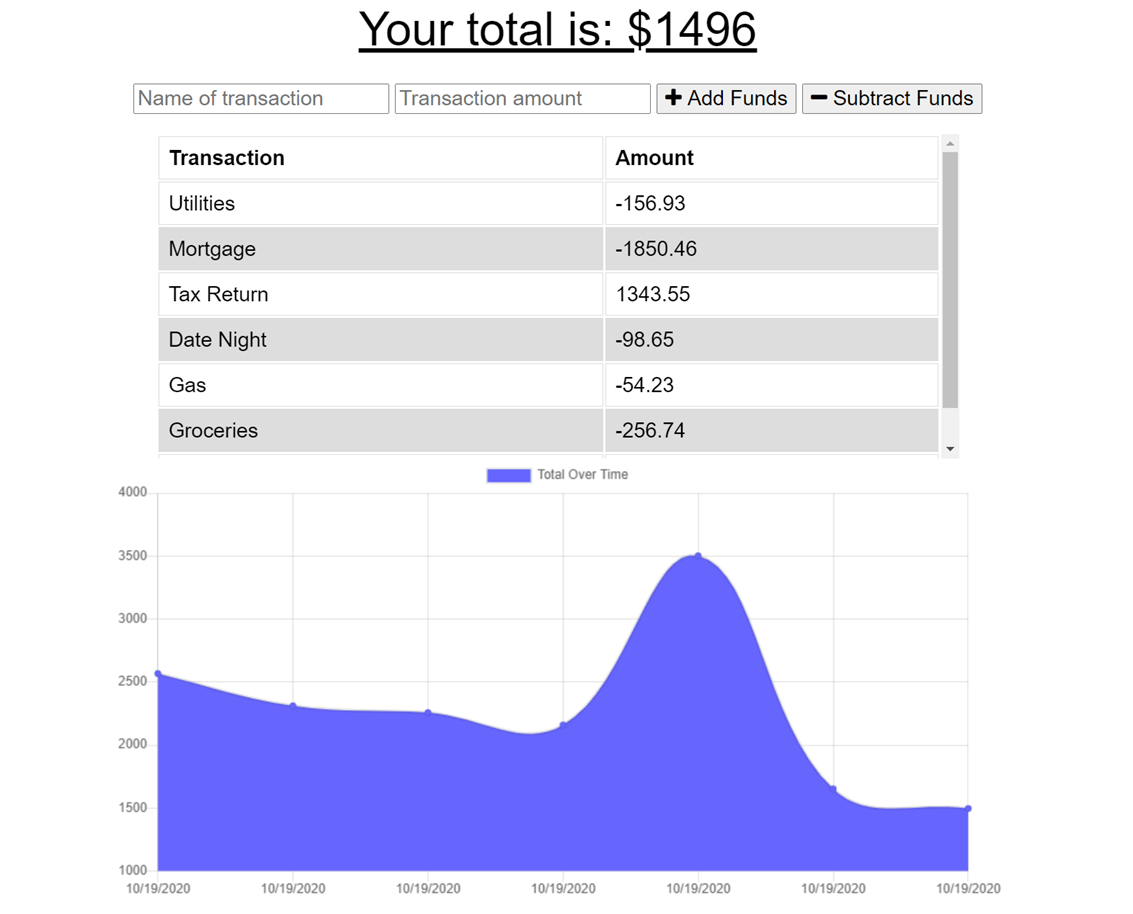 Your total is: $1496
Name of transaction Transaction amount Add Funds Subtract Funds
Transaction Amount
Utilities -156.93
Mortgage -1850.46
Tax Return 1343.55
Date Night -98.65
Gas -54.23
Groceries -256.74
Total Over Time
4000
3500
3000
2500
2000
1500
1000
10/19/2020 10/19/2020 10/19/2020 10/19/2020 10/19/2020 10/19/2020 10/19/2020